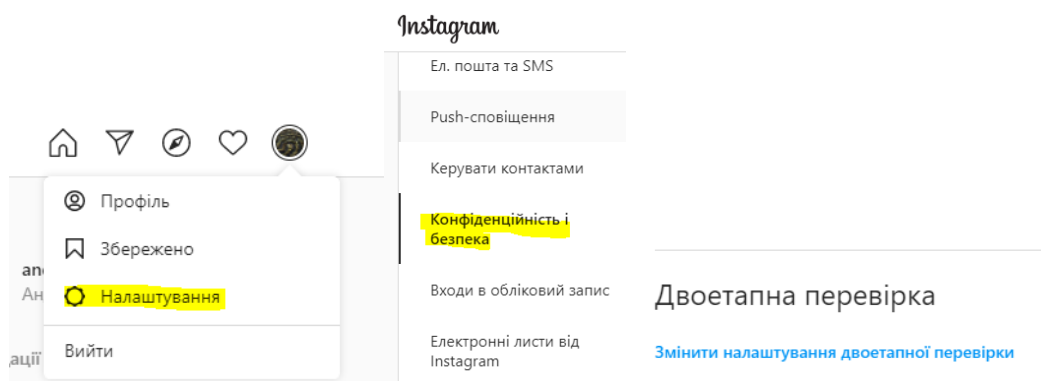 Профіль
Збережено
Налаштування
Вийти
Instagram
Ел. пошта та SMS
Push-сповіщення
Керувати контактами
Конфіденційність і
безпека
Входи в обліковий запис
Електронні листи від
Instagram
Двоетапна перевірка
Змінити налаштування двоетапної перевірки